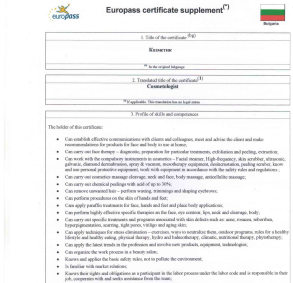 europass
Europass certificate supplement(*)
Bulgaria
1. Title of the certificate (bg)
In the original language
2. Translated title of the certificate
Cosmetologist
If applicable. This translation has no legal status
3. Profile of skills and competences
The holder of this certificate:
• Can establish effective communications with clients and colleagues, meet and advise the client and make
recommendations for products for face and body to use at home;
• Can carry out face therapy – diagnostic, preparation for particular treatments, exfoliation and peeling, extraction;
• Can work with the compulsory instruments in cosmetics – Facial steamer, High-frequency, skin scrubber, ultrasonic,
galvanic, diamond dermabrasion, spray & vacuum, monotherapy equipment, disincrustation, peeling scrubber, know
and use personal protective equipment, work with equipment in accordance with the safety rules and regulations;
• Can carry out cosmetics massage cleavage, neck and face, body massage, anticellulite massage;
• Can carry out chemical peelings with acid of up to 30%;
• Can remove unwanted hair – perform waxing, trimmings and shaping eyebrows;
• Can perform procedures on the skin of hands and feet;
• Can apply paraffin treatments for face, hands and feet and place body applications;
• Can perform highly effective specific therapies on the face, eye contour, lips, neck and cleavage, body;
• Can carry out specific treatments and programs associated with skin defects such as: acne, rosacea, seborrhea,
hyperpigmentation, scarring, tight pores, vitiligo and aging skin;
• Can apply techniques for stress elimination – exercises, ways to neutralize them, outdoor programs, rules for a healthy
lifestyle and healthy eating, physical therapy, hydro and balneotherapy, climatic, nutritional therapy, phytotherapy;
• Can apply the latest trends in the profession and involve new products, equipment, technologies,
• Can organize the work process in a beauty salon;
• Knows and applies the basic safety rules, not to pollute the environment;
• Is familiar with market relations;
• Knows their rights and obligations as a participant in the labor process under the labor code and is responsible in their
job, cooperates with and seeks assistance from the team;